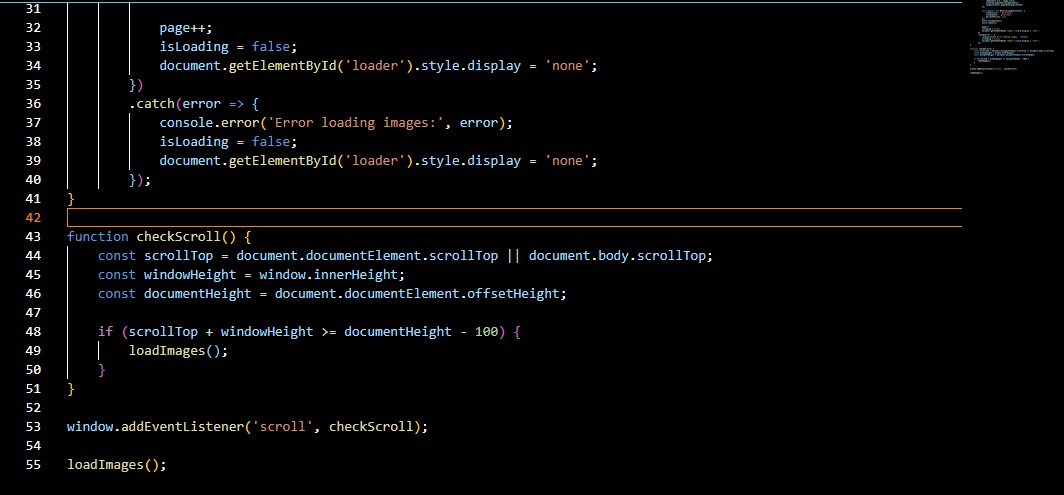 31
32 page++;
33 isLoading = false;
34 document.getElementById('loader').style.display = 'none';
35 })
36 .catch(error => {
37 console.error('Error loading images:', error);
38 isLoading = false;
39 document.getElementById('loader').style.display = 'none';
40 });
41 }
42
43 function checkScroll() {
44 const scrollTop = document.documentElement.scrollTop || document.body.scrollTop;
45 const windowHeight = window.innerHeight;
46 const documentHeight = document.documentElement.offsetHeight;
47
48 if (scrollTop + windowHeight >= documentHeight - 100) {
49 loadImages();
50 }
51 }
52
53 window.addEventListener('scroll', checkScroll);
54
55 loadImages();